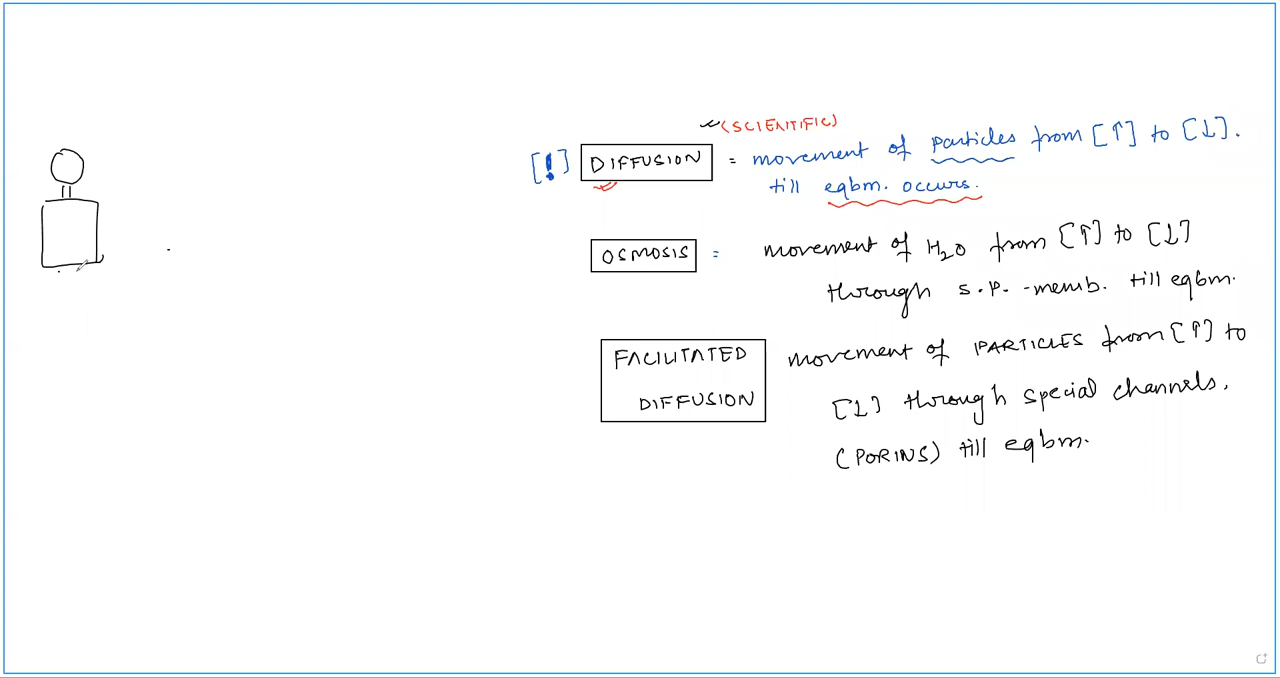 (SCIENTIFIC)
[!] DIFFUSION = movement of particles from [↑] to [↓].
till eqbm. occurs.
OSMOSIS = movement of H₂O from [↑] to [↓]
through s.p.-memb. till eqbm.
FACILITATED DIFFUSION movement of PARTICLES from [↑] to
[↓] through special channels.
(PORINS) till eqbm.